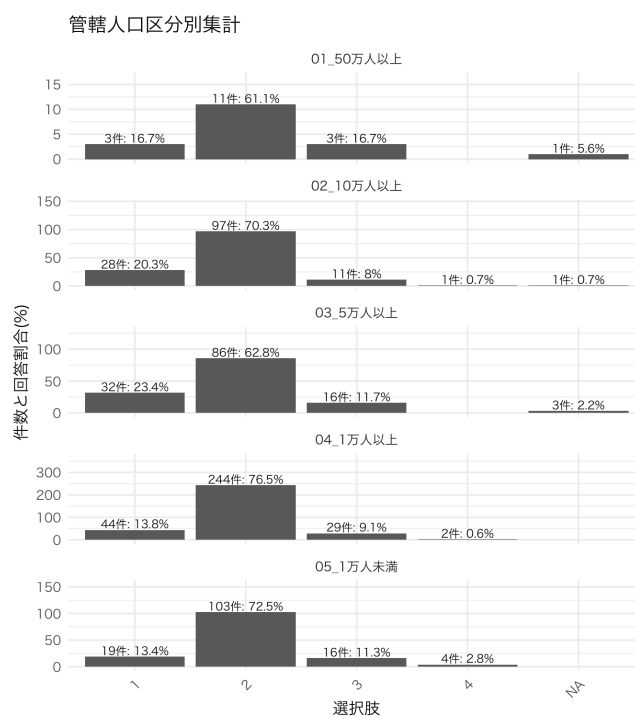 管轄人口区分別集計
件数と回答割合(%)
01_50万人以上
15
10
5
0
3件: 16.7%
11件: 61.1%
3件: 16.7%
1件: 5.6%
02_10万人以上
150
100
50
0
28件: 20.3%
97件: 70.3%
11件: 8%
1件: 0.7%
1件: 0.7%
03_5万人以上
100
50
0
32件: 23.4%
86件: 62.8%
16件: 11.7%
3件: 2.2%
04_1万人以上
300
200
100
0
44件: 13.8%
244件: 76.5%
29件: 9.1%
2件: 0.6%
05_1万人未満
150
100
50
0
19件: 13.4%
103件: 72.5%
16件: 11.3%
4件: 2.8%
1
2
3
4
NA
選択肢